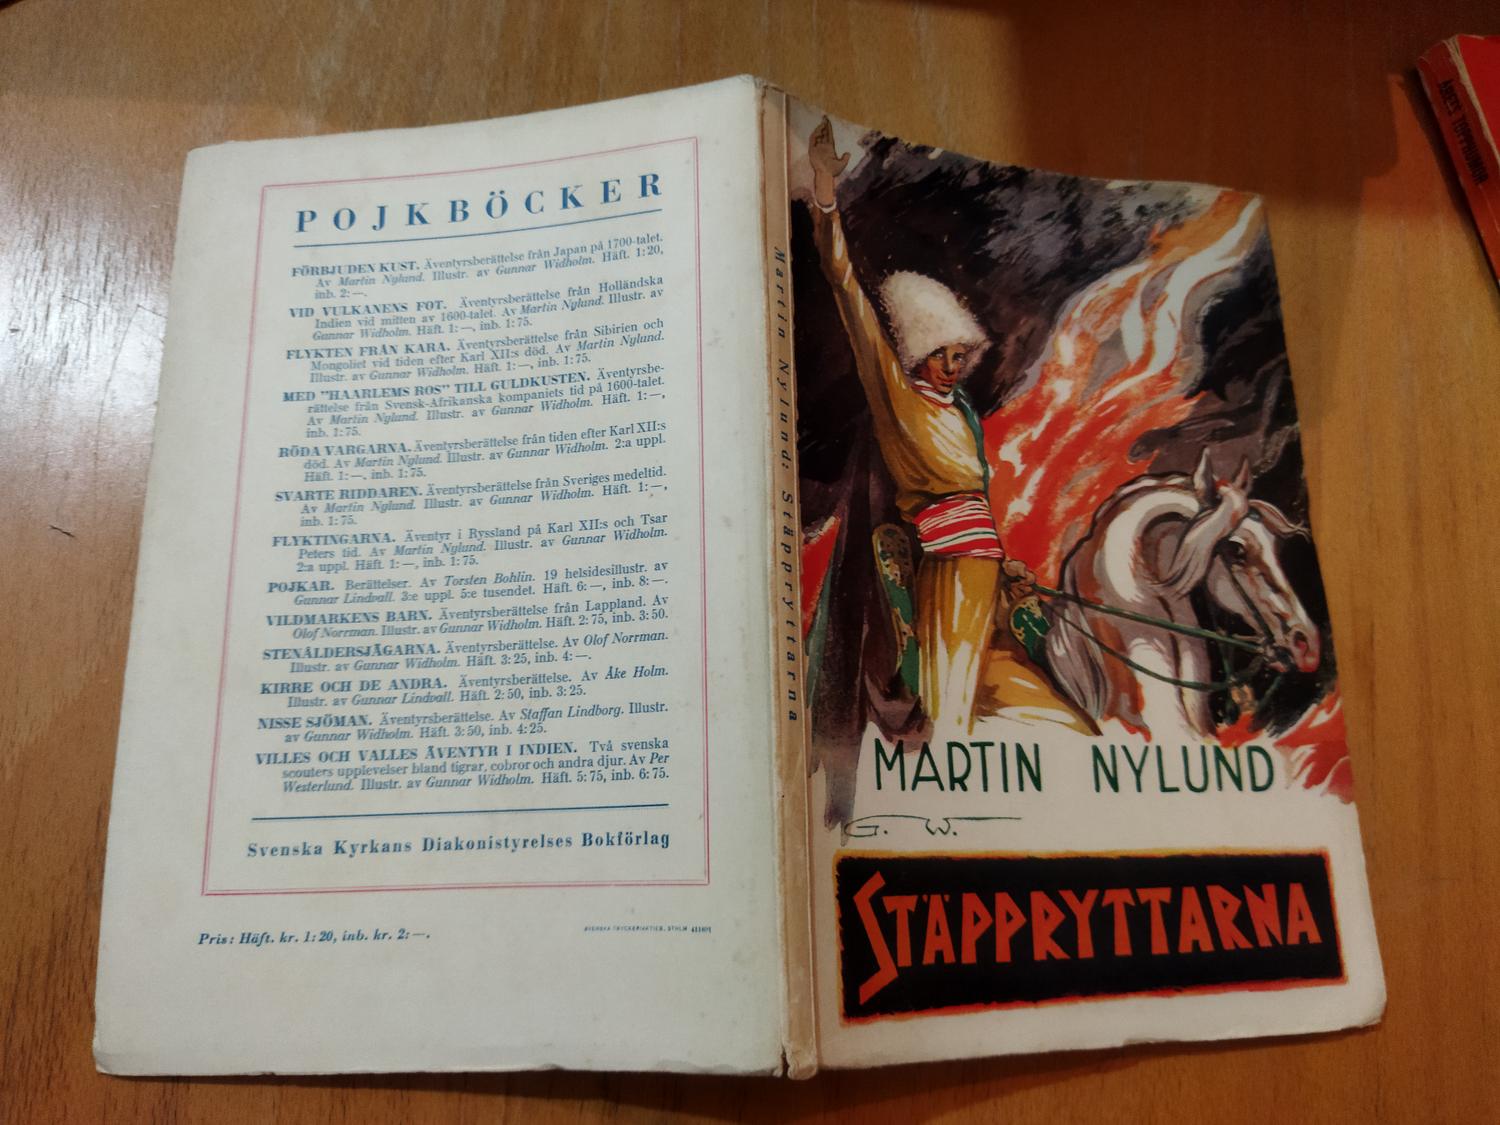 POJKBÖCKER
FÖRBJUDEN KUST. Äventyrsberättelse från Japan på 1700-talet.
Av Martin Nylund. Illustr. av Gunnar Widholm. Häft. 1:20,
inb. 2:—.
VID VULKANENS FOT. Äventyrsberättelse från Holländska
Indien vid mitten av 1600-talet. Av Martin Nylund. Illustr. av
Gunnar Widholm. Häft. 1:—, inb. 1:75.
FLYKTEN FRÅN KARA. Äventyrsberättelse från Sibirien och
Mongoliet vid tiden efter Karl XII:s död. Av Martin Nylund.
Illustr. av Gunnar Widholm. Häft. 1:—, inb. 1:75.
MED "HAARLEMS ROS" TILL GULDKUSTEN. Äventyrsbe-
rättelse från Svensk-Afrikanska kompaniets tid på 1600-talet.
Av Martin Nylund. Illustr. av Gunnar Widholm. Häft. 1:—,
inb. 1:75.
RÖDA VARGARNA. Äventyrsberättelse från tiden efter Karl XII:s
död. Av Martin Nylund. Illustr. av Gunnar Widholm. 2:a uppl.
Häft. 1:—, inb. 1:75.
SVARTE RIDDAREN. Äventyrsberättelse från Sveriges medeltid.
Av Martin Nylund. Illustr. av Gunnar Widholm. Häft. 1:—,
inb. 1:75.
FLYKTINGARNA. Äventyr i Ryssland på Karl XII:s och Tsar
Peters tid. Av Martin Nylund. Illustr. av Gunnar Widholm.
2:a uppl. Häft. 1:—, inb. 1:75.
POJKAR. Berättelser. Av Torsten Bohlin. 19 helsidesillustr. av
Gunnar Lindvall. 3:e uppl. 5:e tusendet. Häft. 6:—, inb. 8:—.
VILDMARKENS BARN. Äventyrsberättelse från Lappland. Av
Olof Norrman. Illustr. av Gunnar Widholm. Häft. 2:75, inb. 3:50.
STENÅLDERSJÄGARNA. Äventyrsberättelse. Av Olof Norrman.
Illustr. av Gunnar Widholm. Häft. 3:25, inb. 4:—.
KIRRE OCH DE ANDRA. Äventyrsberättelse. Av Åke Holm.
Illustr. av Gunnar Lindvall. Häft. 2:50, inb. 3:25.
NISSE SJÖMAN. Äventyrsberättelse. Av Staffan Lindborg. Illustr.
av Gunnar Widholm. Häft. 3:50, inb. 4:25.
VILLES OCH VALLES ÄVENTYR I INDIEN. Två svenska
scouters upplevelser bland tigrar, cobror och andra djur. Av Per
Westerlund. Illustr. av Gunnar Widholm. Häft. 5:75, inb. 6:75.
Svenska Kyrkans Diakonistyrelses Bokförlag
Pris: Häft. kr. 1:20, inb. kr. 2:—.
Martin Nylund: Stäppryttarna
MARTIN NYLUND
G. W.
STÄPPRYTTARNA